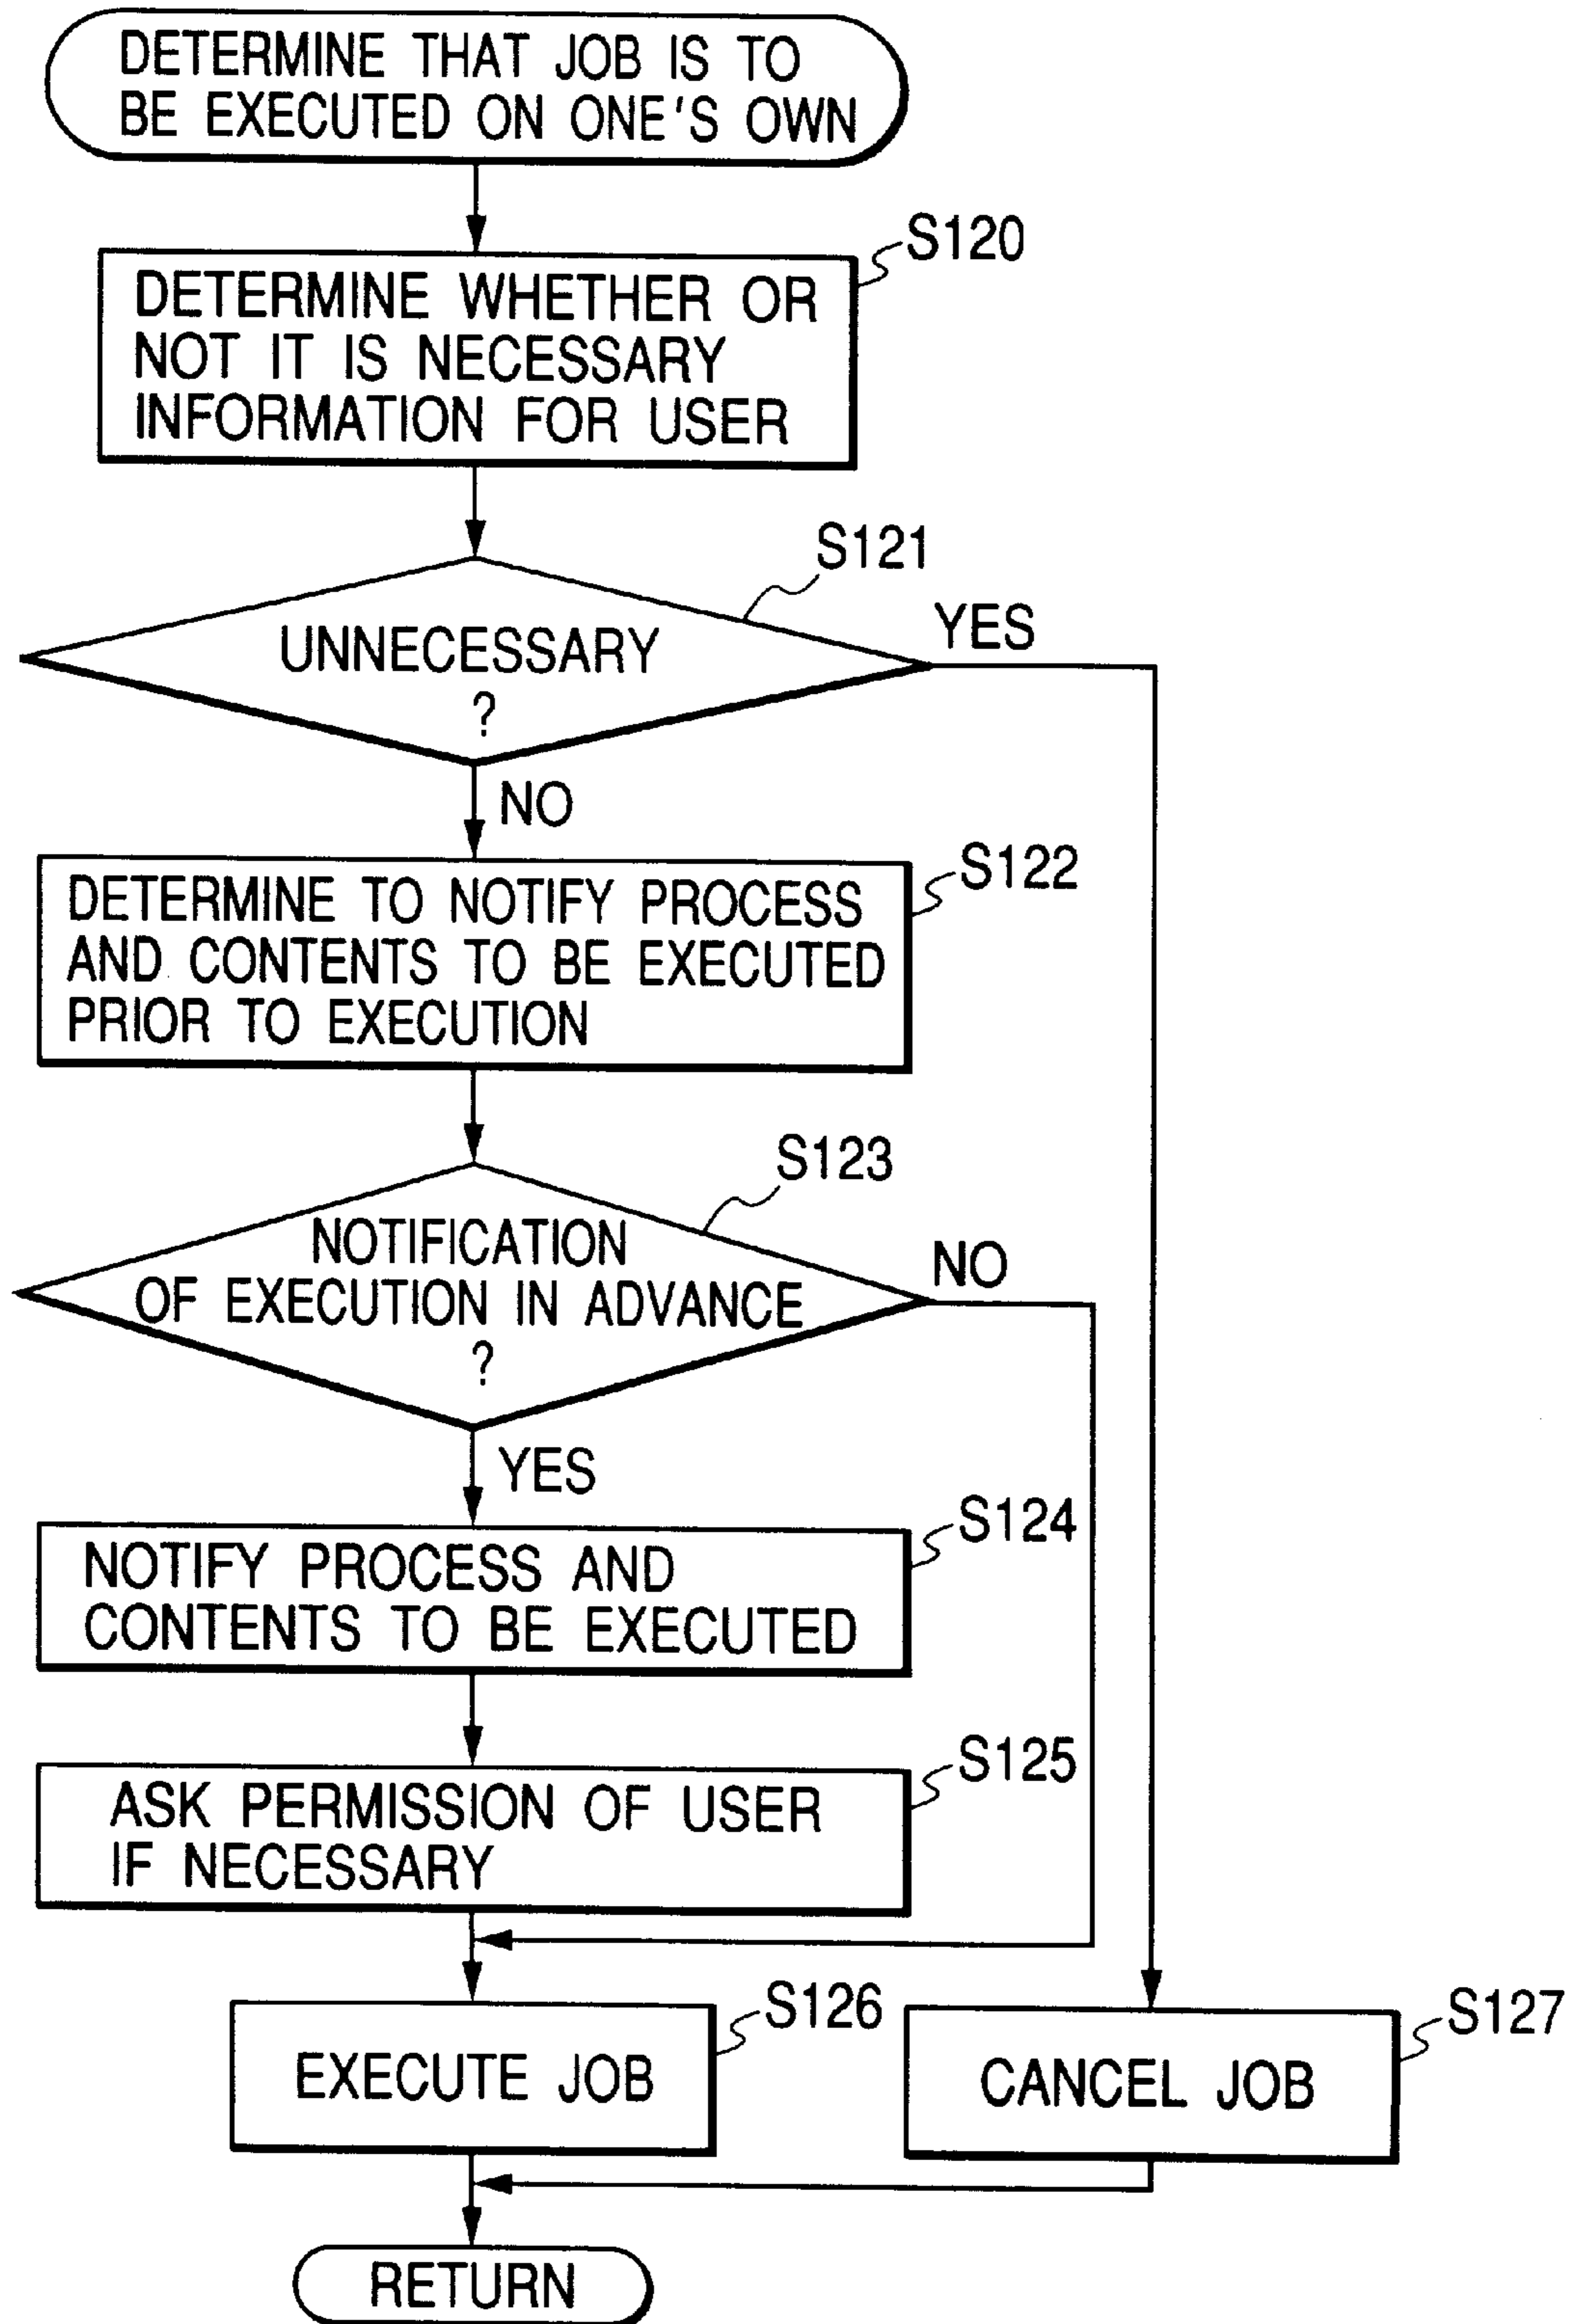 DETERMINE THAT JOB IS TO
BE EXECUTED ON ONE'S OWN
S120
DETERMINE WHETHER OR
NOT IT IS NECESSARY
INFORMATION FOR USER
S121
UNNECESSARY
?
YES
NO
S122
DETERMINE TO NOTIFY PROCESS
AND CONTENTS TO BE EXECUTED
PRIOR TO EXECUTION
S123
NOTIFICATION
OF EXECUTION IN ADVANCE
?
NO
YES
S124
NOTIFY PROCESS AND
CONTENTS TO BE EXECUTED
S125
ASK PERMISSION OF USER
IF NECESSARY
S126
EXECUTE JOB
S127
CANCEL JOB
RETURN